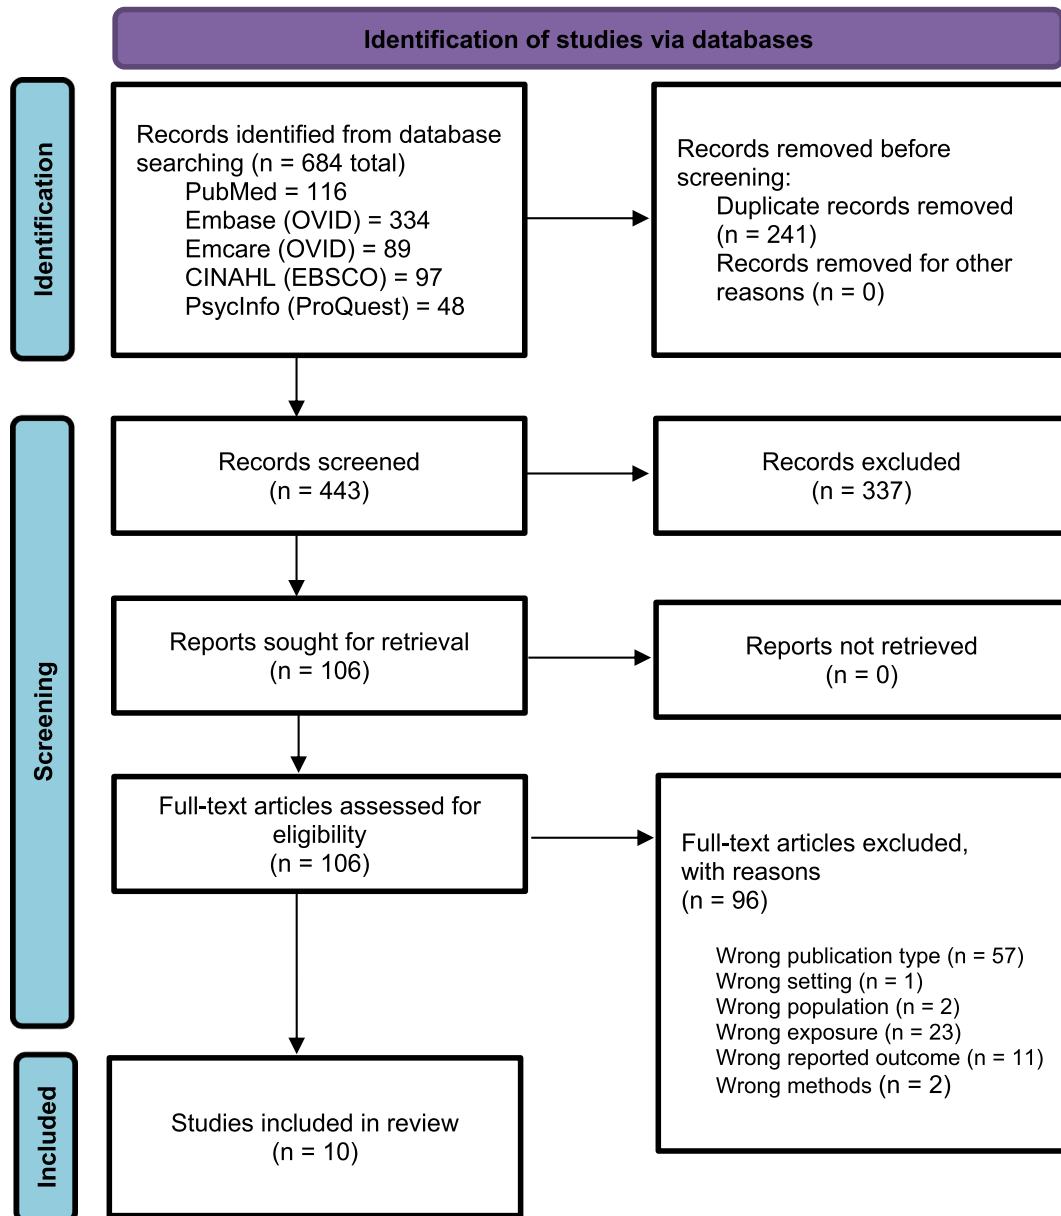 Identification of studies via databases
Identification
Records identified from database
searching (n = 684 total)
PubMed = 116
Embase (OVID) = 334
Emcare (OVID) = 89
CINAHL (EBSCO) = 97
PsycInfo (ProQuest) = 48
Records removed before
screening:
Duplicate records removed
(n = 241)
Records removed for other
reasons (n = 0)
Screening
Records screened
(n = 443)
Records excluded
(n = 337)
Reports sought for retrieval
(n = 106)
Reports not retrieved
(n = 0)
Full-text articles assessed for
eligibility
(n = 106)
Full-text articles excluded,
with reasons
(n = 96)
Wrong publication type (n = 57)
Wrong setting (n = 1)
Wrong population (n = 2)
Wrong exposure (n = 23)
Wrong reported outcome (n = 11)
Wrong methods (n = 2)
Included
Studies included in review
(n = 10)